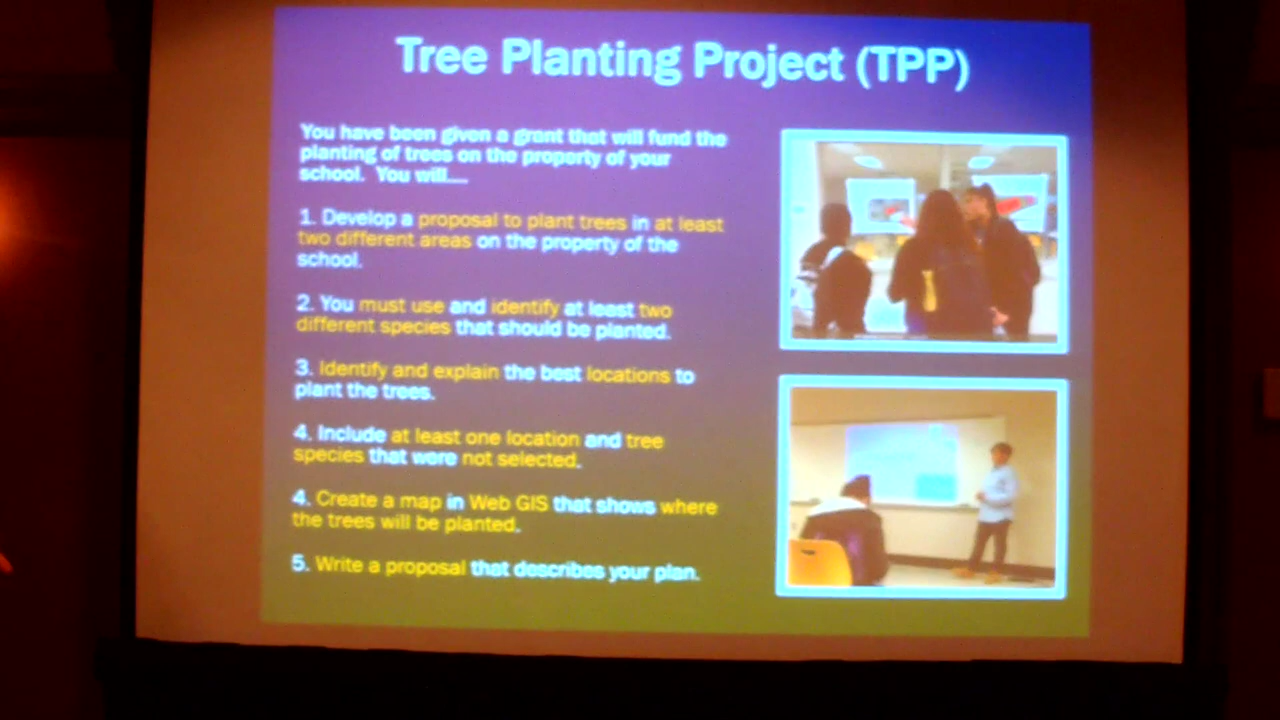 Tree Planting Project (TPP)
You have been given a grant that will fund the
planting of trees on the property of your
school. You will....
1. Develop a proposal to plant trees in at least
two different areas on the property of the
school.
2. You must use and identify at least two
different species that should be planted.
3. Identify and explain the best locations to
plant the trees.
4. Include at least one location and tree
species that were not selected.
4. Create a map in Web GIS that shows where
the trees will be planted.
5. Write a proposal that describes your plan.